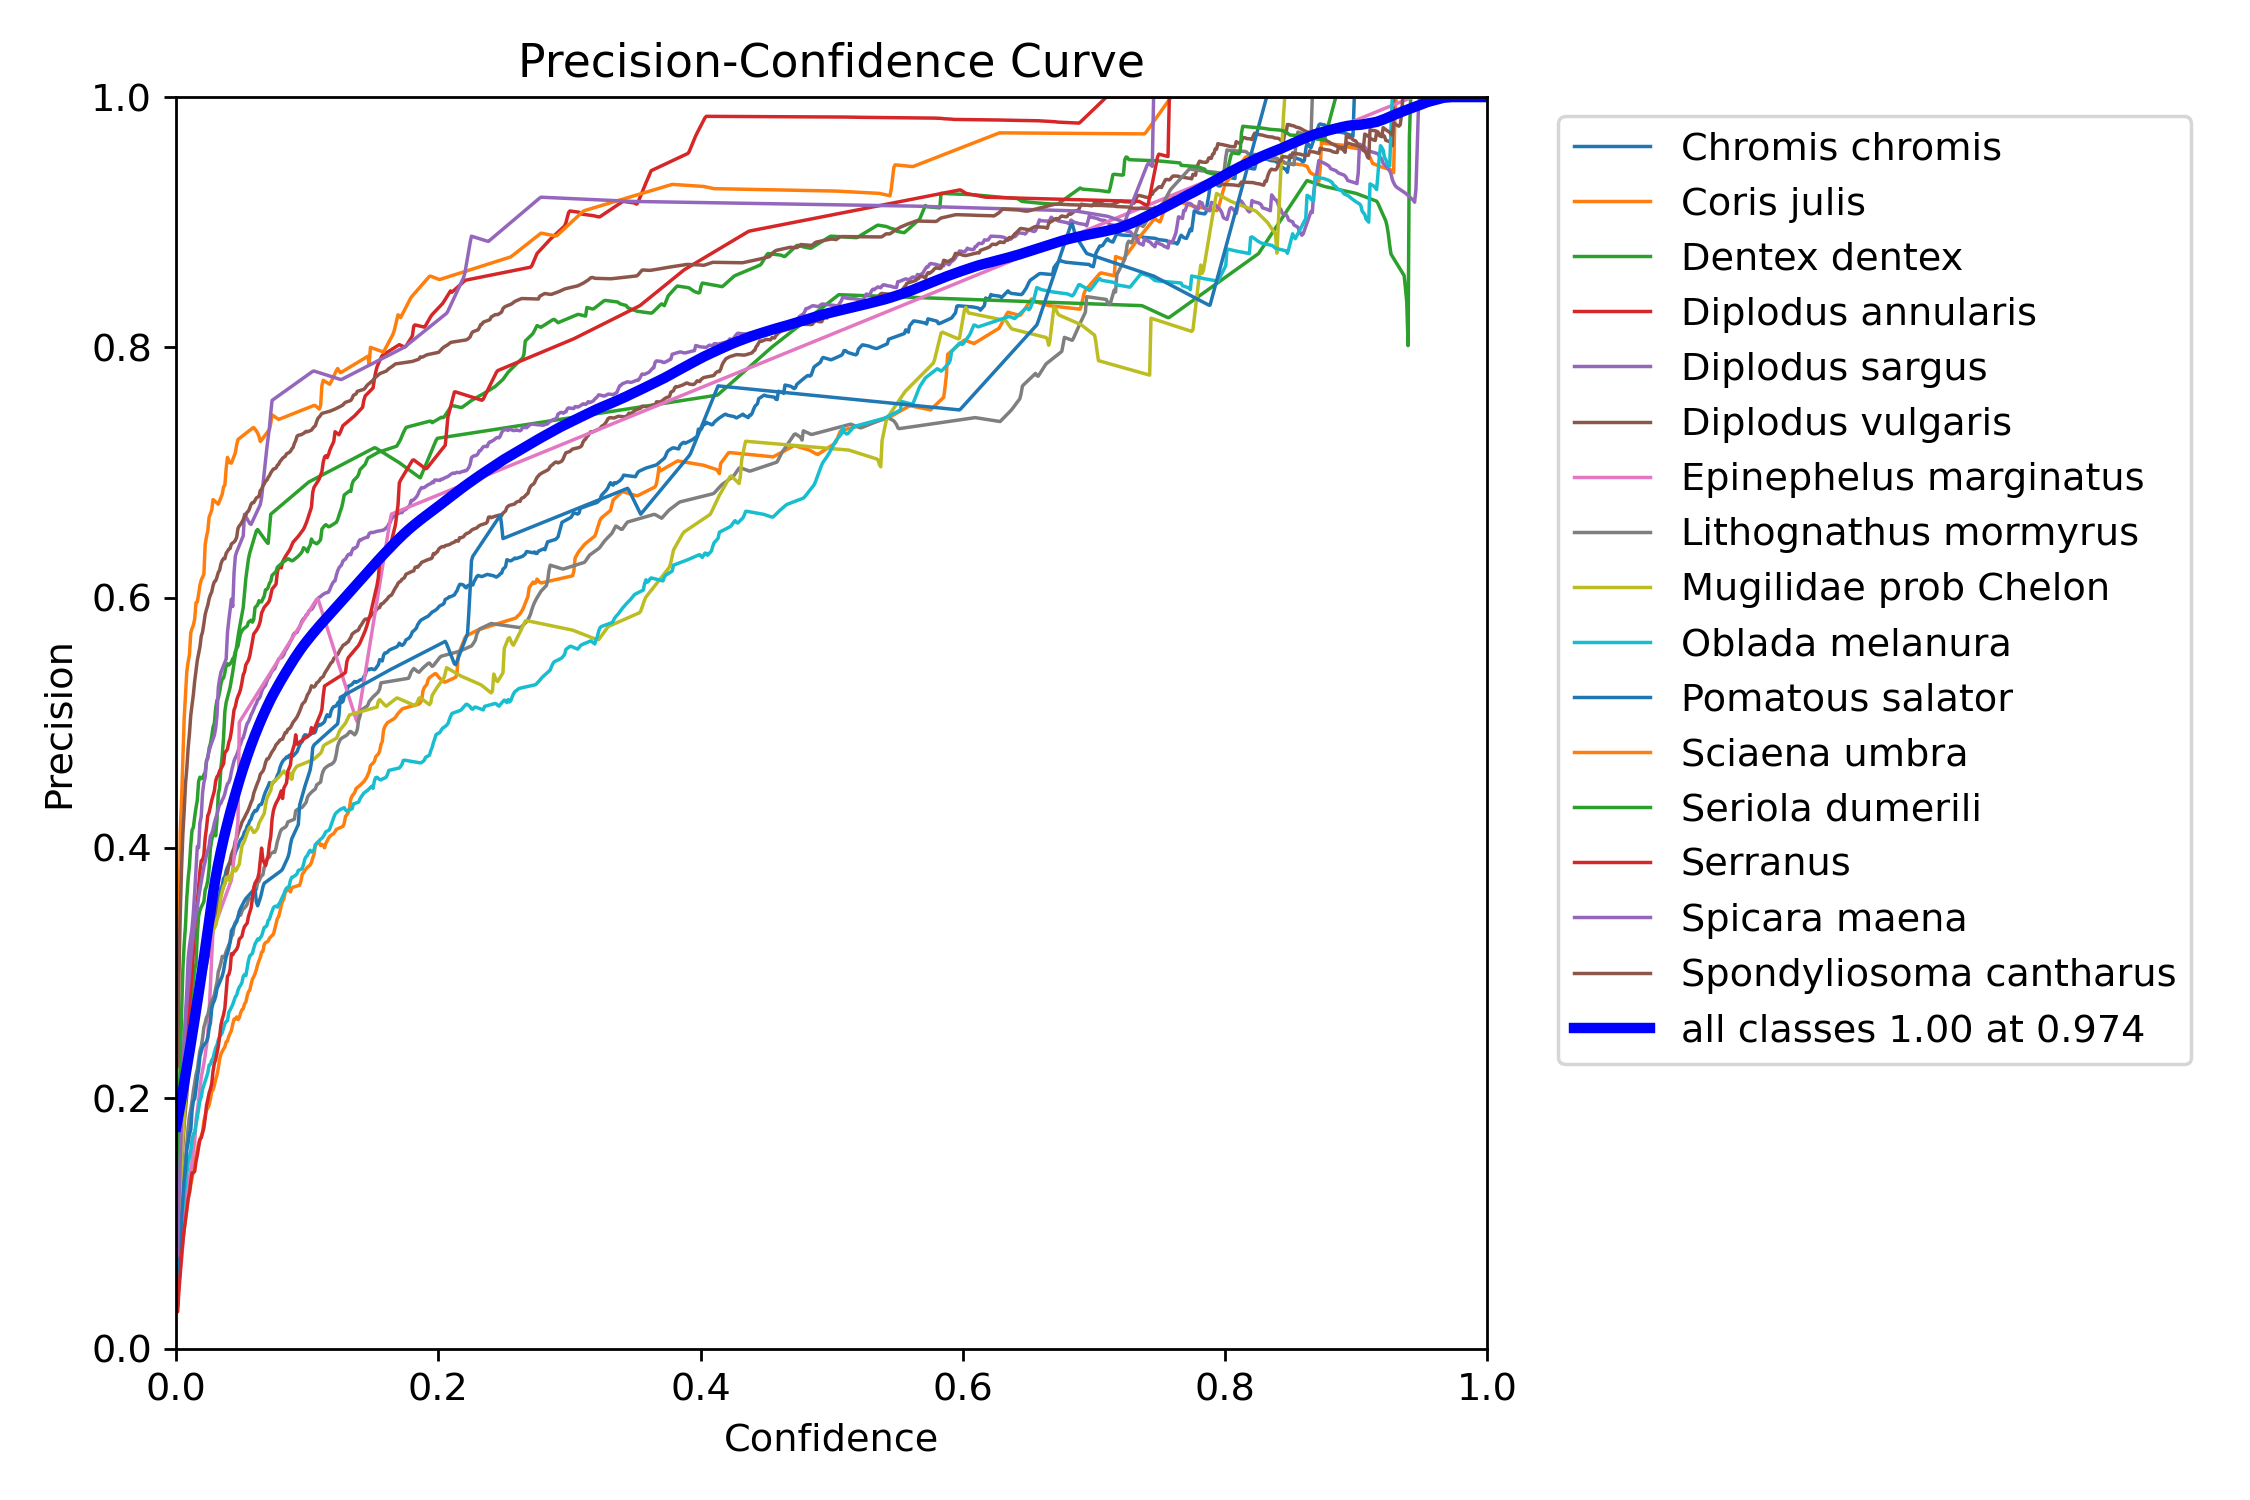 Precision-Confidence Curve
1.0
0.8
0.6
0.4
0.2
0.0
Precision
0.0 0.2 0.4 0.6 0.8 1.0
Confidence
Chromis chromis
Coris julis
Dentex dentex
Diplodus annularis
Diplodus sargus
Diplodus vulgaris
Epinephelus marginatus
Lithognathus mormyrus
Mugilidae prob Chelon
Oblada melanura
Pomatous salator
Sciaena umbra
Seriola dumerili
Serranus
Spicara maena
Spondyliosoma cantharus
all classes 1.00 at 0.974